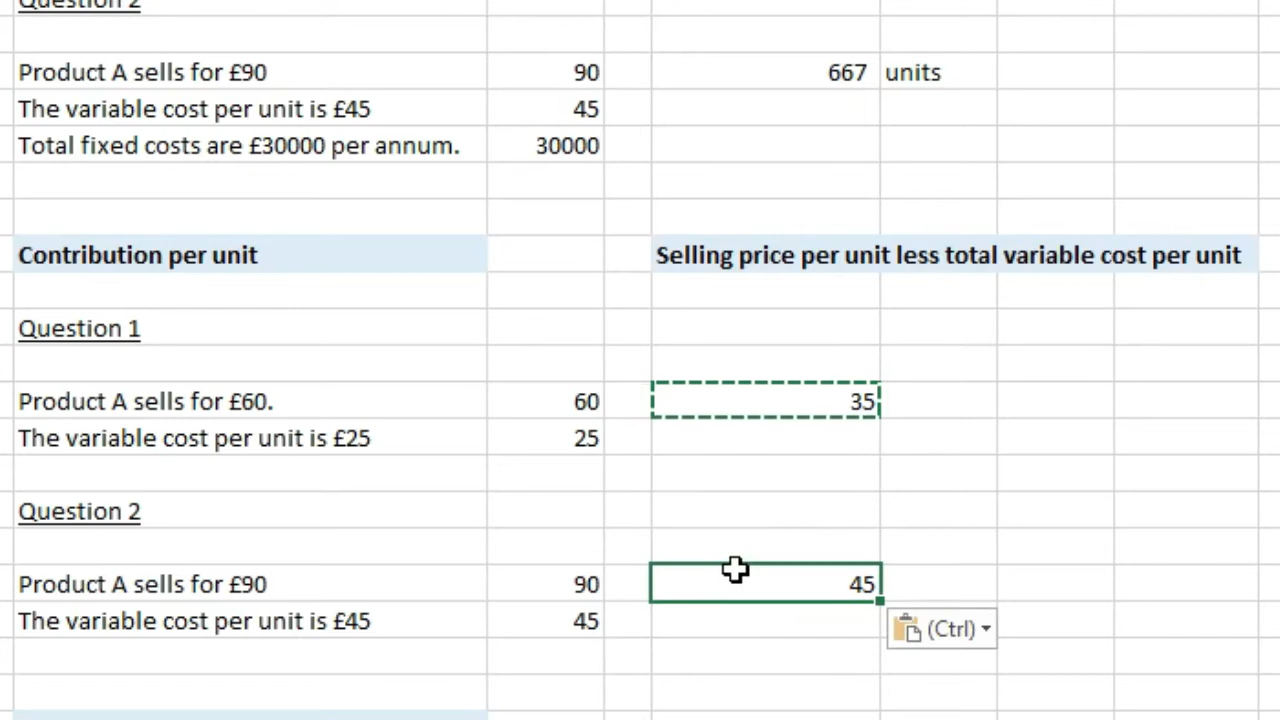 Question 2
Product A sells for £90 90 667 units
The variable cost per unit is £45 45
Total fixed costs are £30000 per annum. 30000
Contribution per unit Selling price per unit less total variable cost per unit
Question 1
Product A sells for £60. 60 35
The variable cost per unit is £25 25
Question 2
Product A sells for £90 90 45
The variable cost per unit is £45 45
(Ctrl)